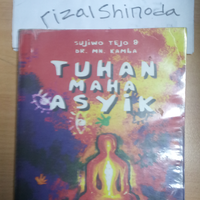 rizalshinoda
SUJIWO TEJO &
DR. MN. KAMBA
TUHAN
MAHA
ASYIK